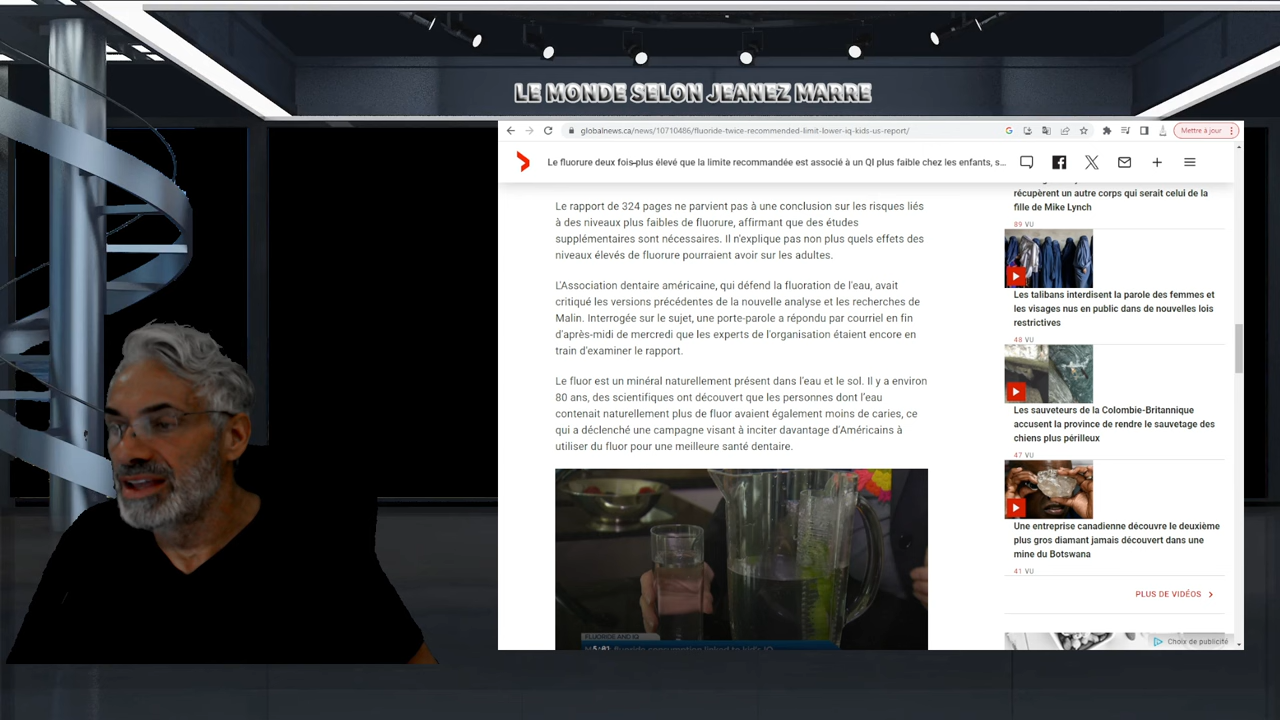 LE MONDE SELON JEANEZ MARRE
globalnews.ca/news/10710486/fluoride-twice-recommended-limit-lower-iq-kids-us-report/
Mettre à jour
Le fluorure deux fois plus élevé que la limite recommandée est associé à un QI plus faible chez les enfants, s...
Le rapport de 324 pages ne parvient pas à une conclusion sur les risques liés
à des niveaux plus faibles de fluorure, affirmant que des études
supplémentaires sont nécessaires. Il n'explique pas non plus quels effets des
niveaux élevés de fluorure pourraient avoir sur les adultes.
L'Association dentaire américaine, qui défend la fluoration de l'eau, avait
critiqué les versions précédentes de la nouvelle analyse et les recherches de
Malin. Interrogée sur le sujet, une porte-parole a répondu par courriel en fin
d'après-midi de mercredi que les experts de l'organisation étaient encore en
train d'examiner le rapport.
Le fluor est un minéral naturellement présent dans l'eau et le sol. Il y a environ
80 ans, des scientifiques ont découvert que les personnes dont l'eau
contenait naturellement plus de fluor avaient également moins de caries, ce
qui a déclenché une campagne visant à inciter davantage d'Américains à
utiliser du fluor pour une meilleure santé dentaire.
FLUORIDE AND IQ
5:02 fluoride consumption linked to kid's IQ
récupèrent un autre corps qui serait celui de la
fille de Mike Lynch
89 VU
Les talibans interdisent la parole des femmes et
les visages nus en public dans de nouvelles lois
restrictives
48 VU
Les sauveteurs de la Colombie-Britannique
accusent la province de rendre le sauvetage des
chiens plus périlleux
47 VU
Une entreprise canadienne découvre le deuxième
plus gros diamant jamais découvert dans une
mine du Botswana
41 VU
PLUS DE VIDÉOS
Choix de publicité